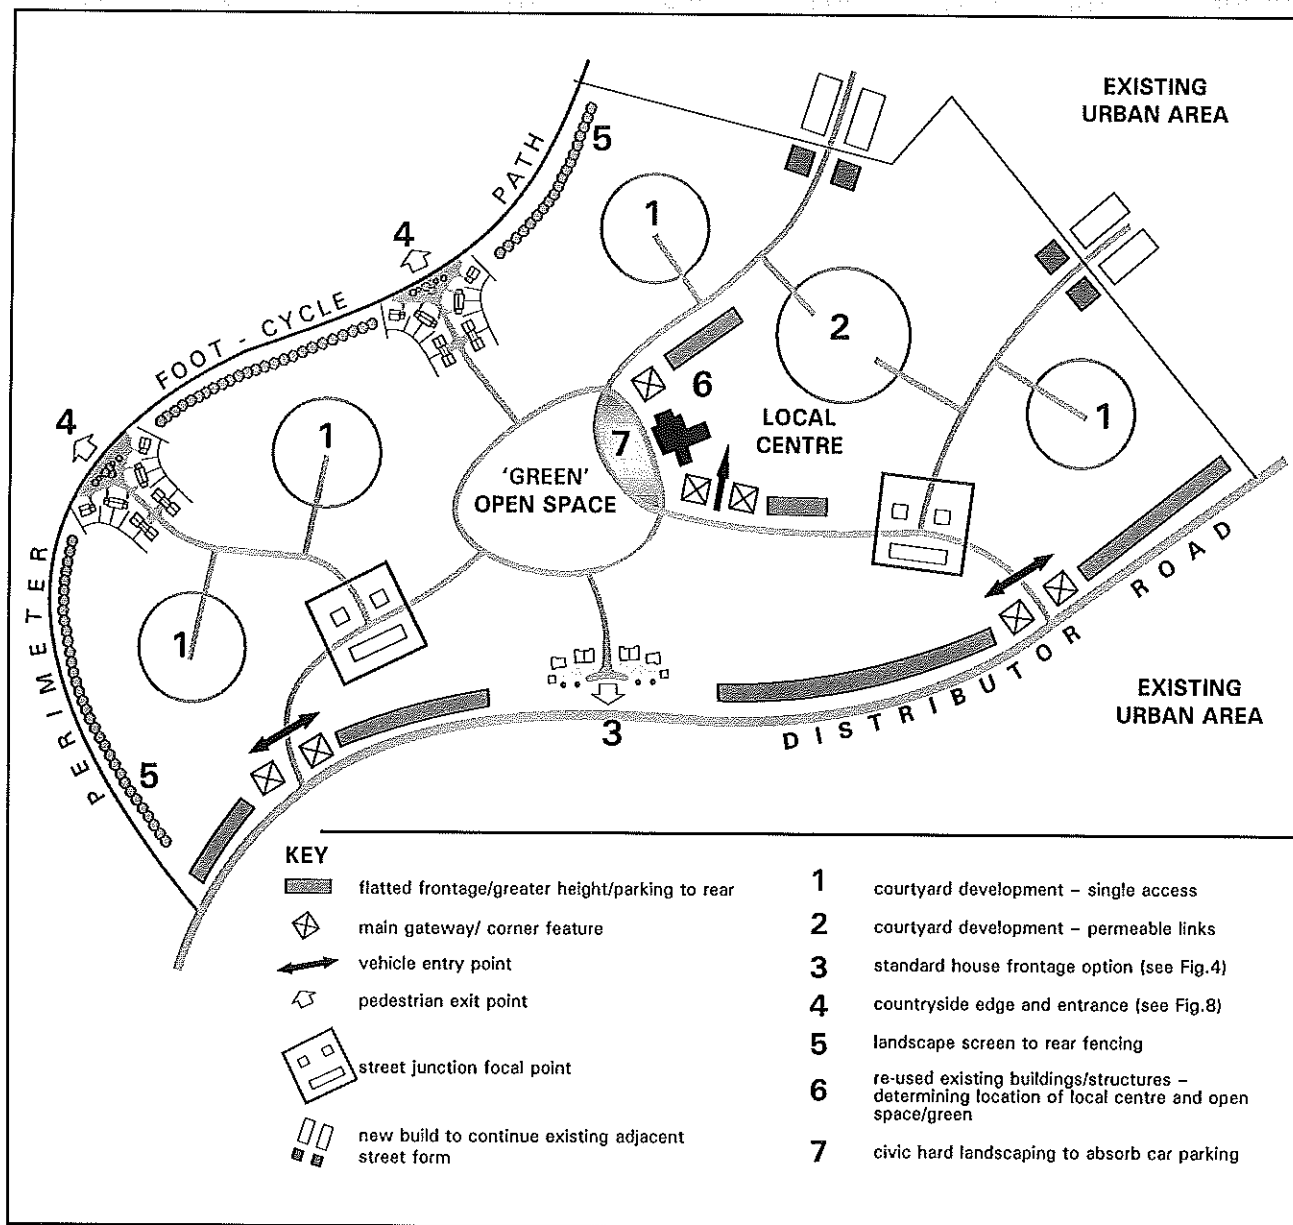 EXISTING
URBAN AREA
5
PATH
1
4
2
FOOT - CYCLE
6
LOCAL
CENTRE
1
4
1
7
'GREEN'
OPEN SPACE
PERIMETER
1
DISTRIBUTOR ROAD
EXISTING
URBAN AREA
3
5
KEY
flatted frontage/greater height/parking to rear
main gateway/ corner feature
vehicle entry point
pedestrian exit point
street junction focal point
new build to continue existing adjacent
street form
1 courtyard development – single access
2 courtyard development – permeable links
3 standard house frontage option (see Fig.4)
4 countryside edge and entrance (see Fig.8)
5 landscape screen to rear fencing
6 re-used existing buildings/structures –
determining location of local centre and open
space/green
7 civic hard landscaping to absorb car parking